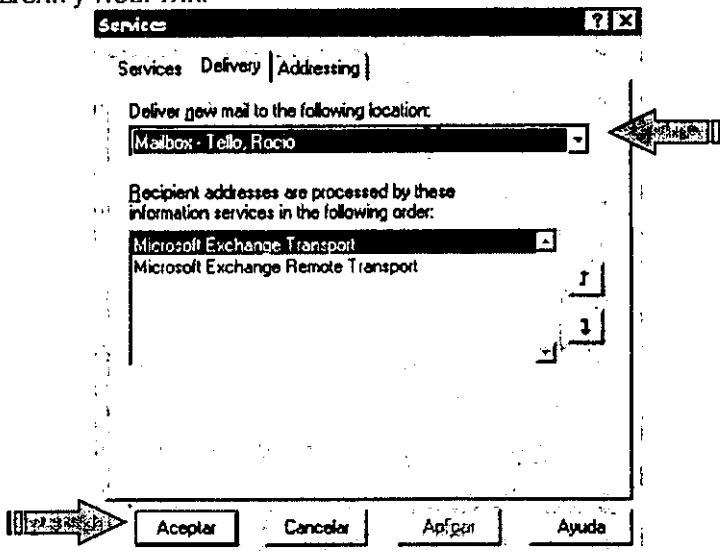 Services ? X
Services Delivery Addressing
Deliver new mail to the following location:
Mailbox - Tello, Rocio
Recipient addresses are processed by these
information services in the following order:
Microsoft Exchange Transport
Microsoft Exchange Remote Transport
Aceptar Cancelar Ayuda